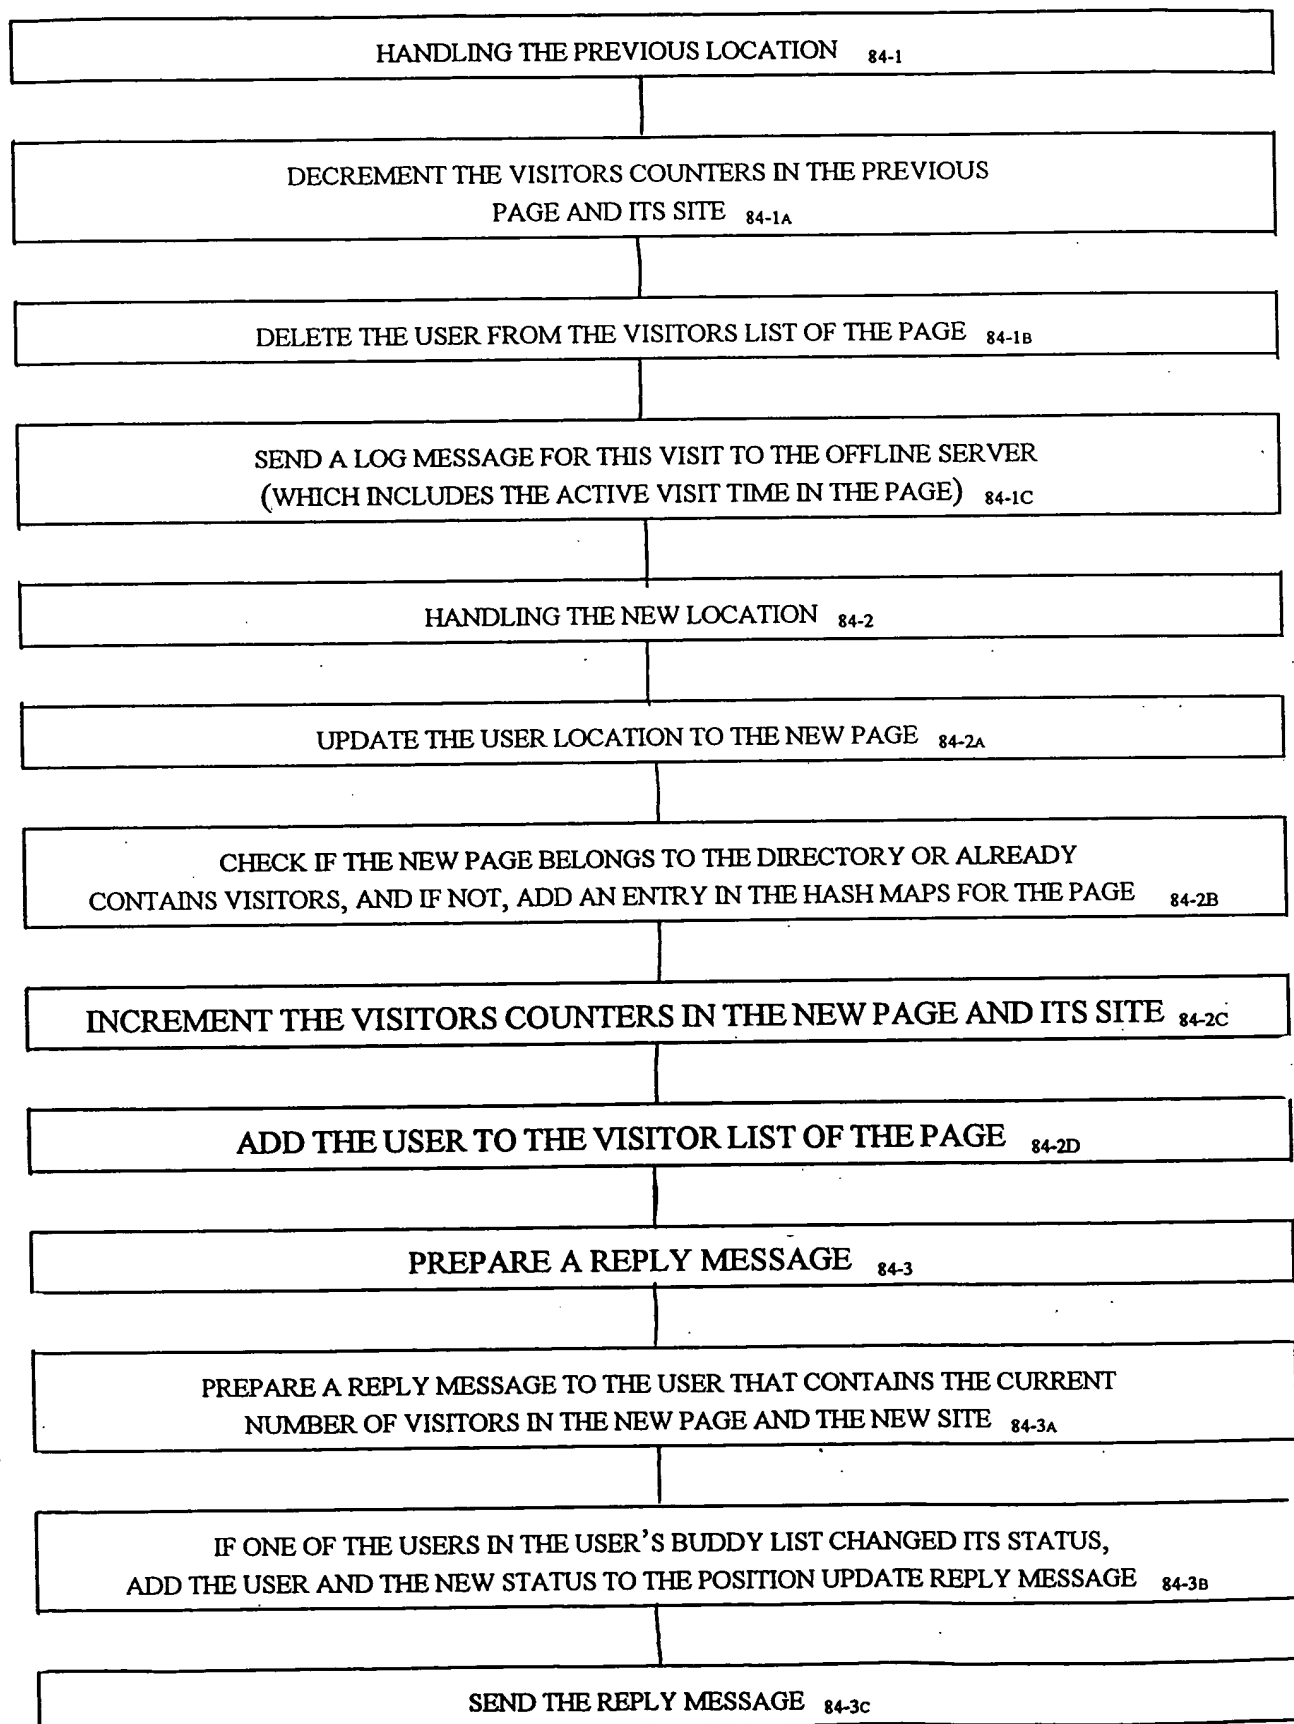 HANDLING THE PREVIOUS LOCATION 84-1
DECREMENT THE VISITORS COUNTERS IN THE PREVIOUS
PAGE AND ITS SITE 84-1A
DELETE THE USER FROM THE VISITORS LIST OF THE PAGE 84-1B
SEND A LOG MESSAGE FOR THIS VISIT TO THE OFFLINE SERVER
(WHICH INCLUDES THE ACTIVE VISIT TIME IN THE PAGE) 84-1C
HANDLING THE NEW LOCATION 84-2
UPDATE THE USER LOCATION TO THE NEW PAGE 84-2A
CHECK IF THE NEW PAGE BELONGS TO THE DIRECTORY OR ALREADY
CONTAINS VISITORS, AND IF NOT, ADD AN ENTRY IN THE HASH MAPS FOR THE PAGE 84-2B
INCREMENT THE VISITORS COUNTERS IN THE NEW PAGE AND ITS SITE 84-2C
ADD THE USER TO THE VISITOR LIST OF THE PAGE 84-2D
PREPARE A REPLY MESSAGE 84-3
PREPARE A REPLY MESSAGE TO THE USER THAT CONTAINS THE CURRENT
NUMBER OF VISITORS IN THE NEW PAGE AND THE NEW SITE 84-3A
IF ONE OF THE USERS IN THE USER'S BUDDY LIST CHANGED ITS STATUS,
ADD THE USER AND THE NEW STATUS TO THE POSITION UPDATE REPLY MESSAGE 84-3B
SEND THE REPLY MESSAGE 84-3C